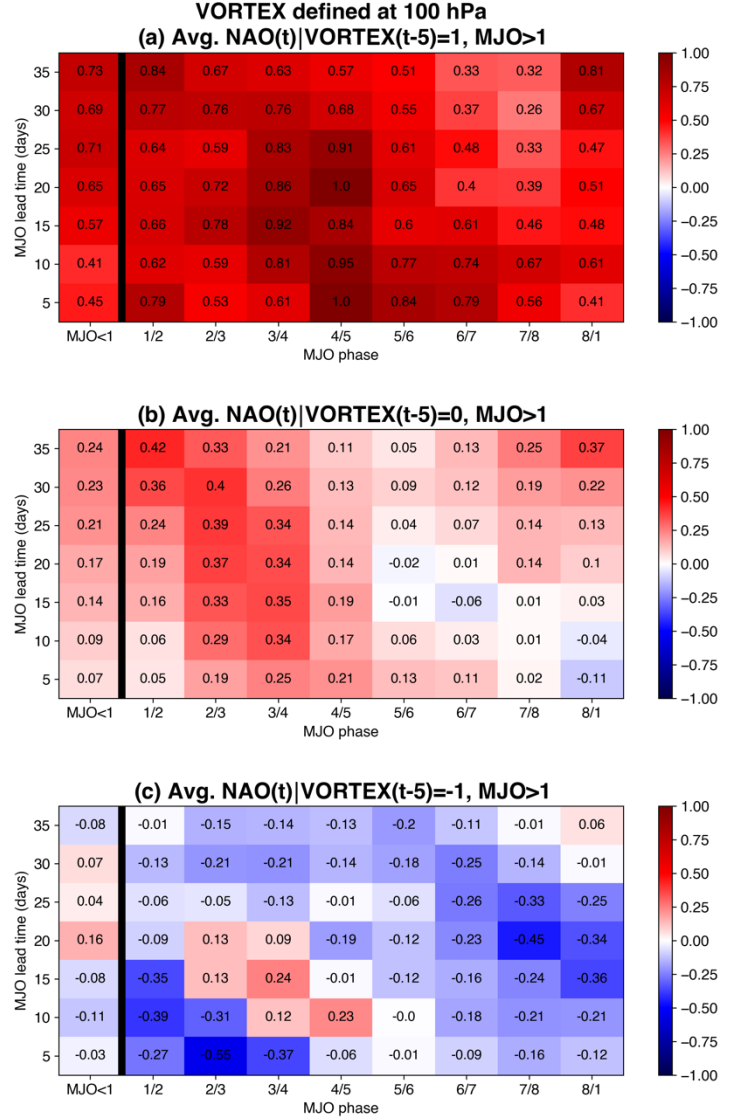 VORTEX defined at 100 hPa
(a) Avg. NAO(t)|VORTEX(t-5)=1, MJO>1
MJO lead time (days)
35 0.73 0.84 0.67 0.63 0.57 0.51 0.33 0.32 0.81
30 0.69 0.77 0.76 0.76 0.68 0.55 0.37 0.26 0.67
25 0.71 0.64 0.59 0.83 0.91 0.61 0.48 0.33 0.47
20 0.65 0.65 0.72 0.86 1.0 0.65 0.4 0.39 0.51
15 0.57 0.66 0.78 0.92 0.84 0.6 0.61 0.46 0.48
10 0.41 0.62 0.59 0.81 0.95 0.77 0.74 0.67 0.61
5 0.45 0.79 0.53 0.61 1.0 0.84 0.79 0.56 0.41
MJO<1 1/2 2/3 3/4 4/5 5/6 6/7 7/8 8/1
MJO phase
1.00
0.75
0.50
0.25
0.00
−0.25
−0.50
−0.75
−1.00
(b) Avg. NAO(t)|VORTEX(t-5)=0, MJO>1
MJO lead time (days)
35 0.24 0.42 0.33 0.21 0.11 0.05 0.13 0.25 0.37
30 0.23 0.36 0.4 0.26 0.13 0.09 0.12 0.19 0.22
25 0.21 0.24 0.39 0.34 0.14 0.04 0.07 0.14 0.13
20 0.17 0.19 0.37 0.34 0.14 -0.02 0.01 0.14 0.1
15 0.14 0.16 0.33 0.35 0.19 -0.01 -0.06 0.01 0.03
10 0.09 0.06 0.29 0.34 0.17 0.06 0.03 0.01 -0.04
5 0.07 0.05 0.19 0.25 0.21 0.13 0.11 0.02 -0.11
MJO<1 1/2 2/3 3/4 4/5 5/6 6/7 7/8 8/1
MJO phase
1.00
0.75
0.50
0.25
0.00
−0.25
−0.50
−0.75
−1.00
(c) Avg. NAO(t)|VORTEX(t-5)=-1, MJO>1
MJO lead time (days)
35 -0.08 -0.01 -0.15 -0.14 -0.13 -0.2 -0.11 -0.01 0.06
30 0.07 -0.13 -0.21 -0.21 -0.14 -0.18 -0.25 -0.14 -0.01
25 0.04 -0.06 -0.05 -0.13 -0.01 -0.06 -0.26 -0.33 -0.25
20 0.16 -0.09 0.13 0.09 -0.19 -0.12 -0.23 -0.45 -0.34
15 -0.08 -0.35 0.13 0.24 -0.01 -0.12 -0.16 -0.24 -0.36
10 -0.11 -0.39 -0.31 0.12 0.23 -0.0 -0.18 -0.21 -0.21
5 -0.03 -0.27 -0.55 -0.37 -0.06 -0.01 -0.09 -0.16 -0.12
MJO<1 1/2 2/3 3/4 4/5 5/6 6/7 7/8 8/1
MJO phase
1.00
0.75
0.50
0.25
0.00
−0.25
−0.50
−0.75
−1.00